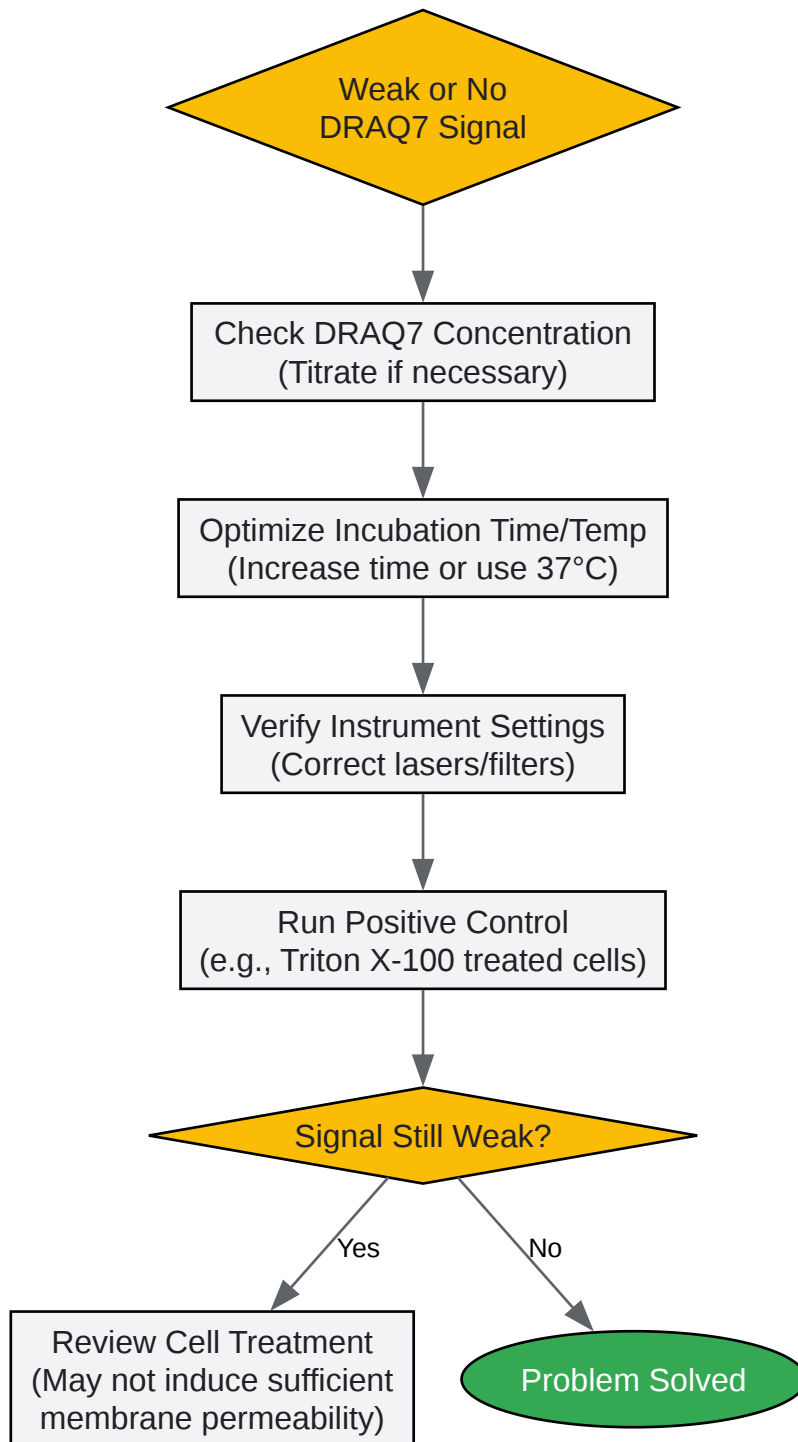 Weak or No
DRAQ7 Signal
Check DRAQ7 Concentration
(Titrate if necessary)
Optimize Incubation Time/Temp
(Increase time or use 37°C)
Verify Instrument Settings
(Correct lasers/filters)
Run Positive Control
(e.g., Triton X-100 treated cells)
Signal Still Weak?
Yes
No
Review Cell Treatment
(May not induce sufficient
membrane permeability)
Problem Solved